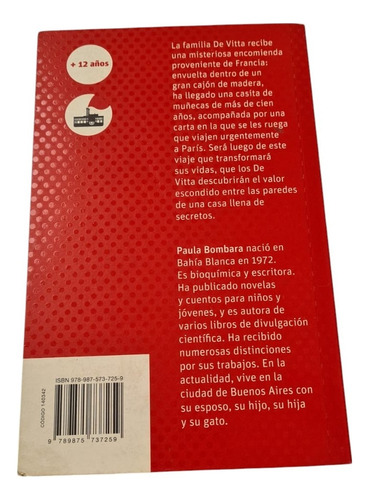 + 12 años
La familia De Vitta recibe
una misteriosa encomienda
proveniente de Francia:
envuelta dentro de un
gran cajón de madera,
ha llegado una casita de
muñecas de más de cien
años, acompañada por una
carta en la que se les ruega
que viajen urgentemente
a París. Será luego de este
viaje que transformará
sus vidas, que los De
Vitta descubrirán el valor
escondido entre las paredes
de una casa llena de
secretos.
Paula Bombara nació en
Bahía Blanca en 1972.
Es bioquímica y escritora.
Ha publicado novelas
y cuentos para niños y
jóvenes, y es autora de
varios libros de divulgación
científica. Ha recibido
numerosas distinciones
por sus trabajos. En la
actualidad, vive en la
ciudad de Buenos Aires con
su esposo, su hijo, su hija
y su gato.
CÓDIGO 140342
ISBN 978-987-573-725-9
9 789875 737259